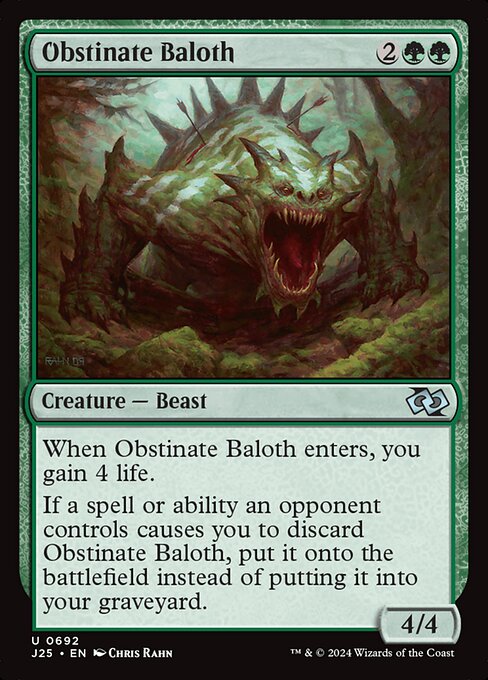 Obstinate Baloth 2
RAHN 09
Creature — Beast
When Obstinate Baloth enters, you
gain 4 life.
If a spell or ability an opponent
controls causes you to discard
Obstinate Baloth, put it onto the
battlefield instead of putting it into
your graveyard.
4/4
U 0692
J25 • EN Chris Rahn
™ & © 2024 Wizards of the Coast